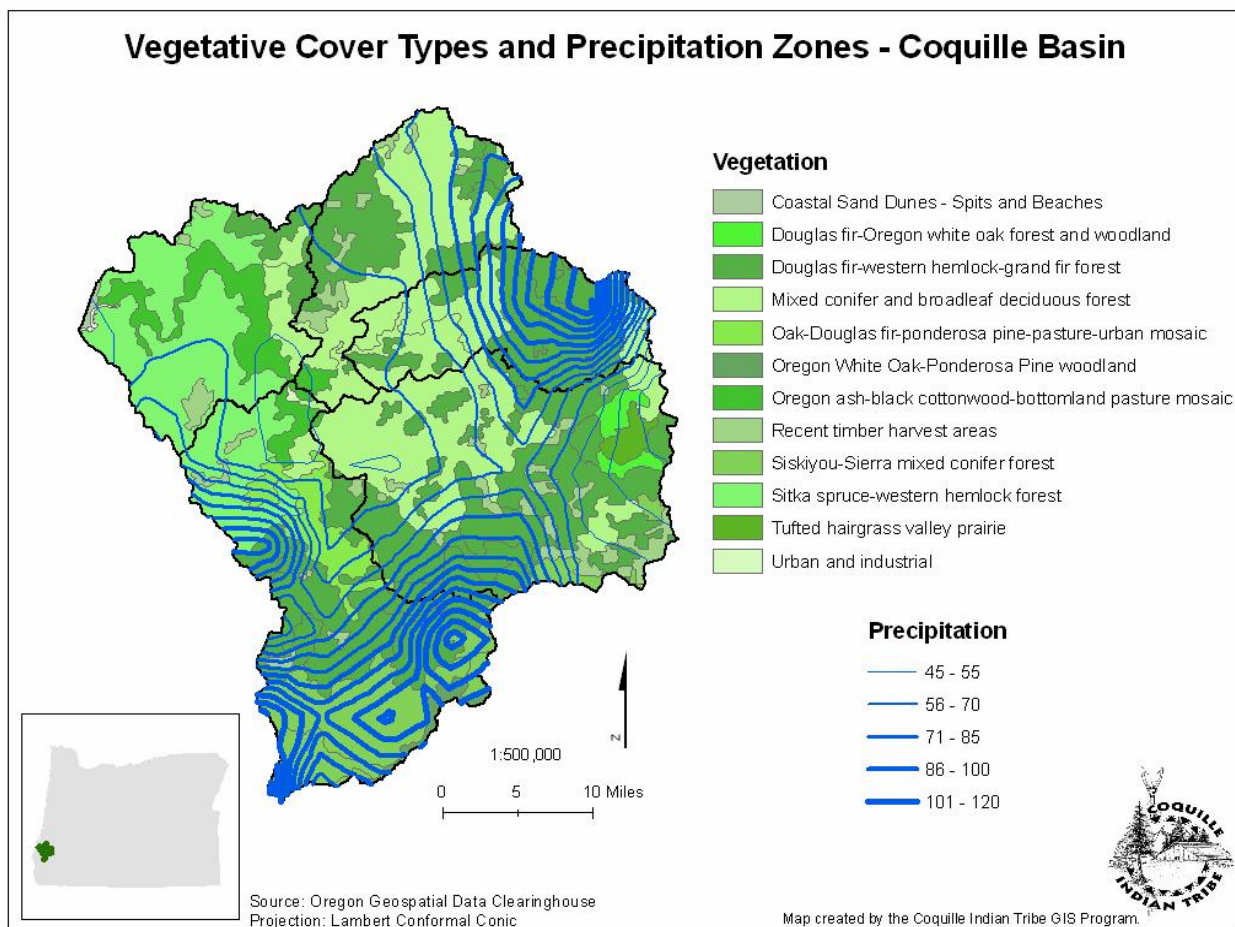 Vegetative Cover Types and Precipitation Zones - Coquille Basin
Vegetation
Coastal Sand Dunes - Spits and Beaches
Douglas fir-Oregon white oak forest and woodland
Douglas fir-western hemlock-grand fir forest
Mixed conifer and broadleaf deciduous forest
Oak-Douglas fir-ponderosa pine-pasture-urban mosaic
Oregon White Oak-Ponderosa Pine woodland
Oregon ash-black cottonwood-bottomland pasture mosaic
Recent timber harvest areas
Siskiyou-Sierra mixed conifer forest
Sitka spruce-western hemlock forest
Tufted hairgrass valley prairie
Urban and industrial
Precipitation
45 - 55
56 - 70
71 - 85
86 - 100
101 - 120
N
1:500,000
0 5 10 Miles
COQUILLE
INDIAN TRIBE
Source: Oregon Geospatial Data Clearinghouse
Projection: Lambert Conformal Conic
Map created by the Coquille Indian Tribe GIS Program.